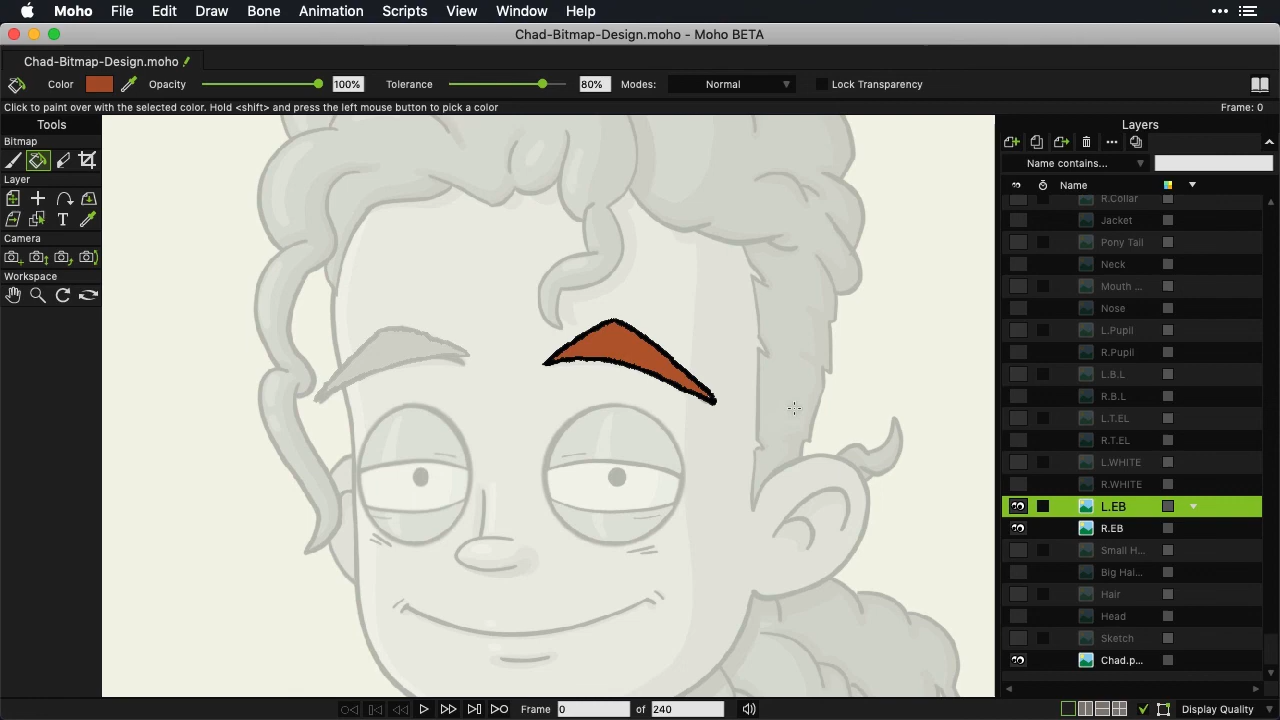 Moho File Edit Draw Bone Animation Scripts View Window Help
Chad-Bitmap-Design.moho - Moho BETA
Chad-Bitmap-Design.moho
Color Opacity 100% Tolerance 80% Modes: Normal Lock Transparency
Click to paint over with the selected color. Hold <shift> and press the left mouse button to pick a color Frame: 0
Tools
Bitmap
Layer
Camera
Workspace
Layers
Name contains...
Name
R.Collar
Jacket
Pony Tail
Neck
Mouth ...
Nose
L.Pupil
R.Pupil
L.B.L
R.B.L
L.T.EL
R.T.EL
L.WHITE
R.WHITE
L.EB
R.EB
Small H...
Big Hai...
Hair
Head
Sketch
Chad.p...
Frame 0 of 240 Display Quality